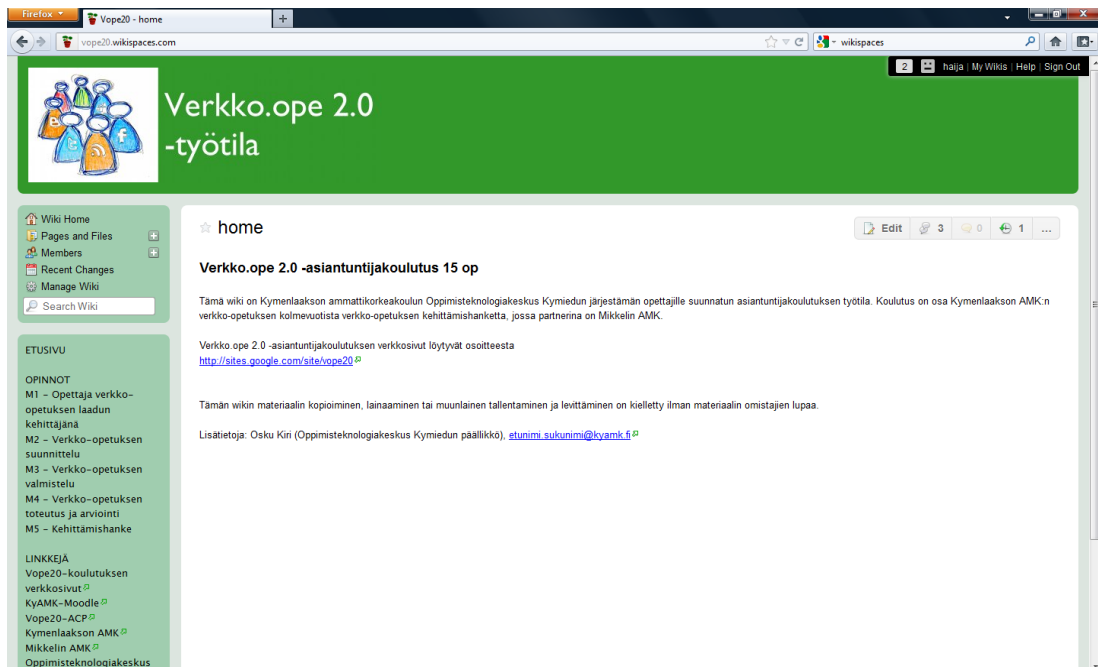 Firefox
Vope20 - home
vope20.wikispaces.com
wikispaces
2 haija | My Wikis | Help | Sign Out
Verkko.ope 2.0
-työtila
Wiki Home
Pages and Files
Members
Recent Changes
Manage Wiki
Search Wiki
ETUSIVU
OPINNOT
M1 – Opettaja verkko-
opetuksen laadun
kehittäjänä
M2 – Verkko-opetuksen
suunnittelu
M3 – Verkko-opetuksen
valmistelu
M4 – Verkko-opetuksen
toteutus ja arviointi
M5 – Kehittämishanke
LINKKEJÄ
Vope20-koulutuksen
verkkosivut
KyAMK-Moodle
Vope20-ACP
Kymenlaakson AMK
Mikkelin AMK
Oppimisteknologiakeskus
home
Edit 3 0 1 ...
Verkko.ope 2.0 -asiantuntijakoulutus 15 op
Tämä wiki on Kymenlaakson ammattikorkeakoulun Oppimisteknologiakeskus Kymiedun järjestämän opettajille suunnatun asiantuntijakoulutuksen työtila. Koulutus on osa Kymenlaakson AMK:n
verkko-opetuksen kolmevuotista verkko-opetuksen kehittämishanketta, jossa partnerina on Mikkelin AMK.
Verkko.ope 2.0 -asiantuntijakoulutuksen verkkosivut löytyvät osoitteesta
http://sites.google.com/site/vope20
Tämän wikin materiaalin kopioiminen, lainaaminen tai muunlainen tallentaminen ja levittäminen on kielletty ilman materiaalin omistajien lupaa.
Lisätietoja: Osku Kiri (Oppimisteknologiakeskus Kymiedun päällikkö), etunimi.sukunimi@kyamk.fi